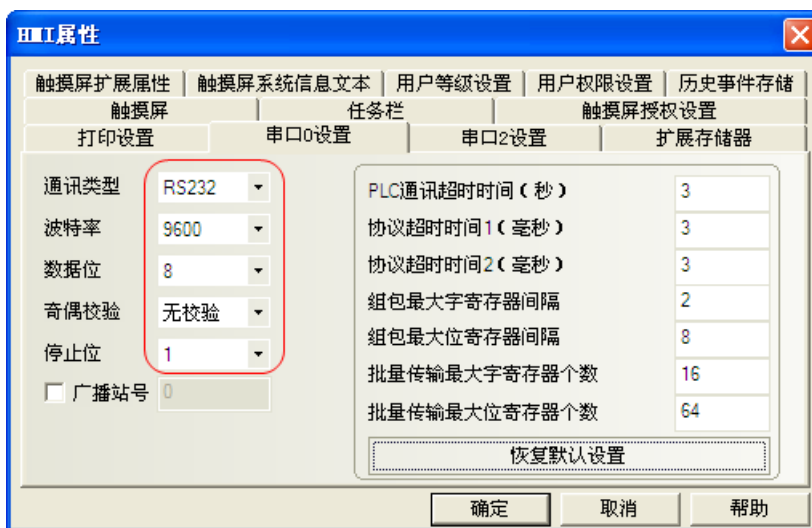 HMI属性
触摸屏扩展属性 触摸屏系统信息文本 用户等级设置 用户权限设置 历史事件存储
触摸屏 任务栏 触摸屏授权设置
打印设置 串口0设置 串口2设置 扩展存储器
通讯类型 RS232
波特率 9600
数据位 8
奇偶校验 无校验
停止位 1
广播站号 0
PLC通讯超时时间(秒) 3
协议超时时间1(毫秒) 3
协议超时时间2(毫秒) 3
组包最大字寄存器间隔 2
组包最大位寄存器间隔 8
批量传输最大字寄存器个数 16
批量传输最大位寄存器个数 64
恢复默认设置
确定 取消 帮助